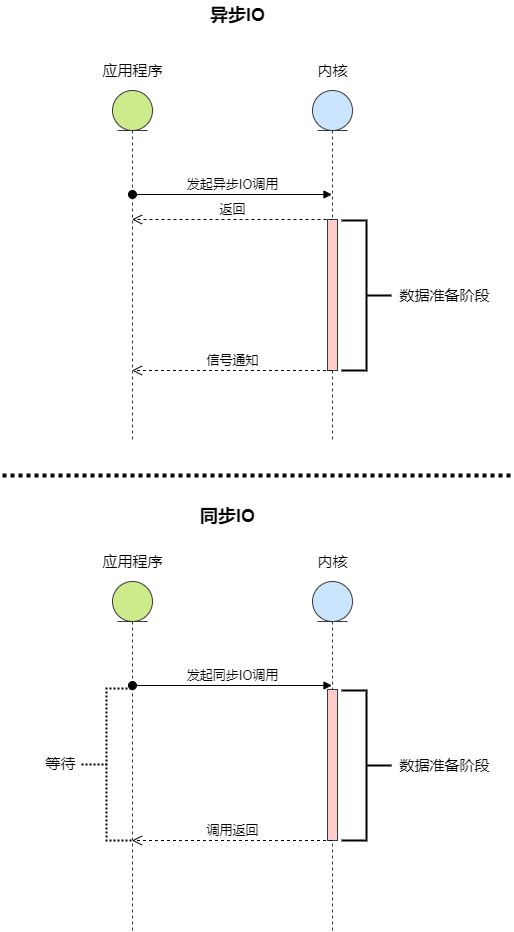 异步IO
应用程序
内核
发起异步IO调用
返回
数据准备阶段
信号通知
同步IO
应用程序
内核
发起同步IO调用
等待
数据准备阶段
调用返回